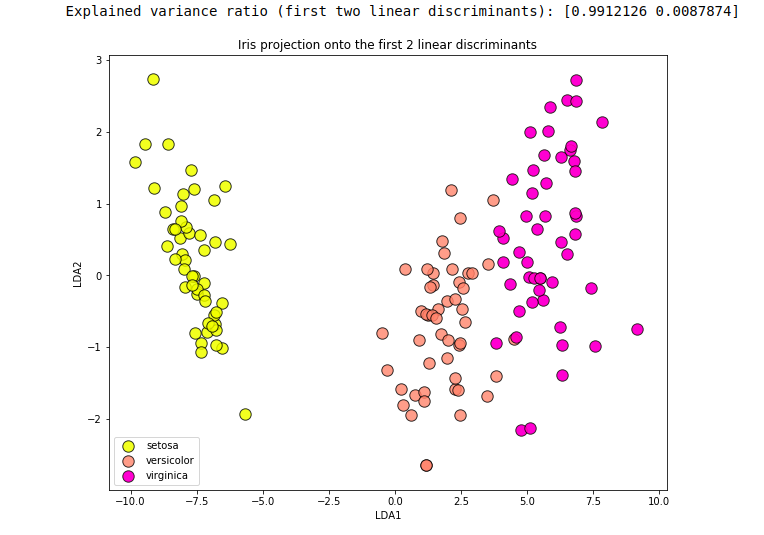 Explained variance ratio (first two linear discriminants): [0.9912126 0.0087874]
Iris projection onto the first 2 linear discriminants
3
2
1
0
−1
−2
LDA2
setosa
versicolor
virginica
−10.0 −7.5 −5.0 −2.5 0.0 2.5 5.0 7.5 10.0
LDA1